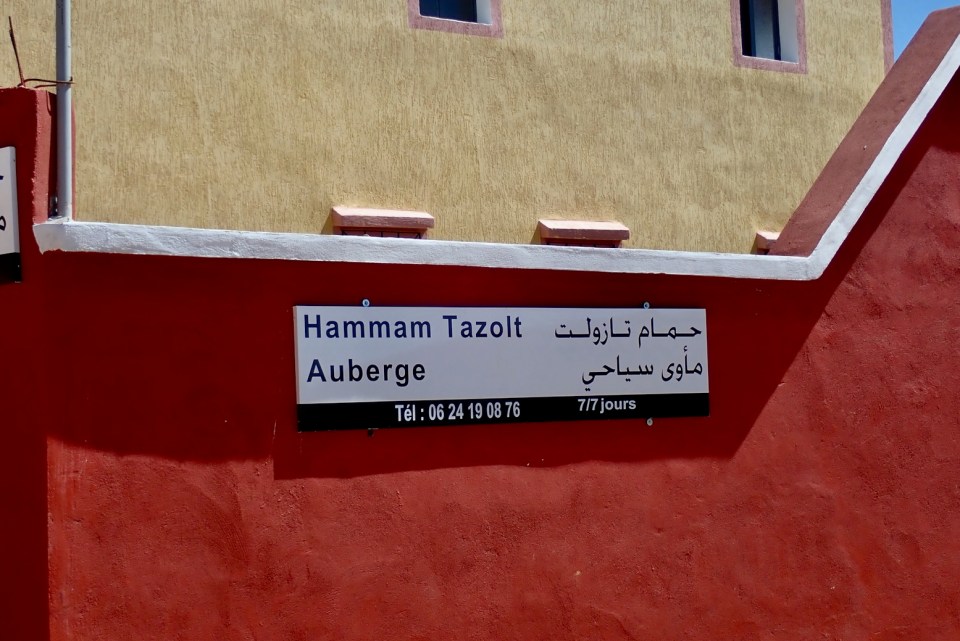 Hammam Tazolt حمام تازولت
Auberge مأوى سياحي
Tél : 06 24 19 08 76 7/7 jours